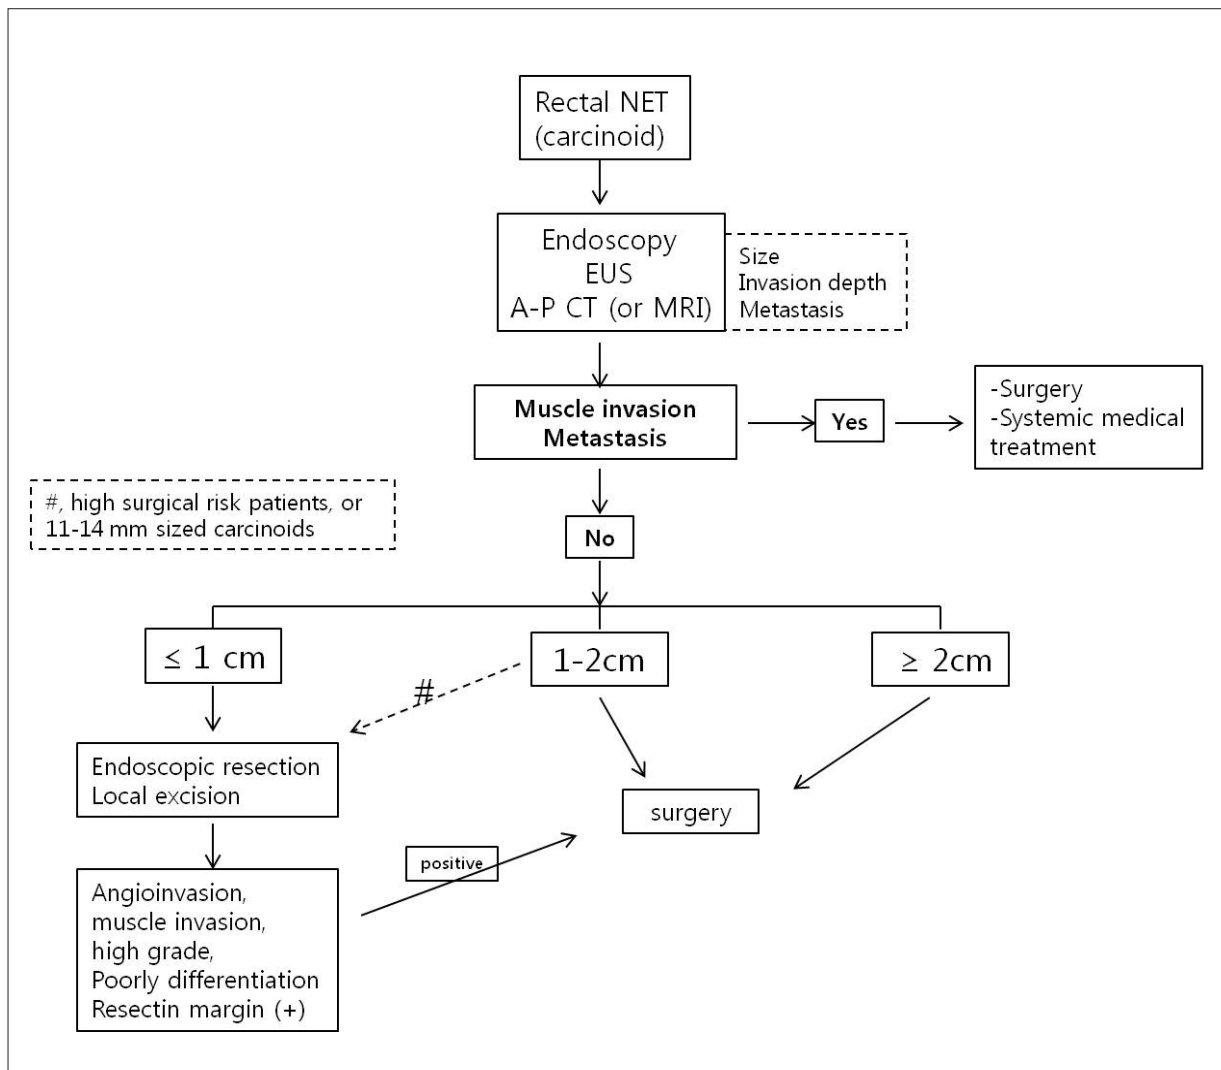 Rectal NET
(carcinoid)
Endoscopy
EUS
A-P CT (or MRI)
Size
Invasion depth
Metastasis
Muscle invasion
Metastasis
Yes
-Surgery
-Systemic medical
treatment
#, high surgical risk patients, or
11-14 mm sized carcinoids
No
≤ 1 cm
1-2cm
≥ 2cm
#
Endoscopic resection
Local excision
surgery
positive
Angioinvasion,
muscle invasion,
high grade,
Poorly differentiation
Resectin margin (+)